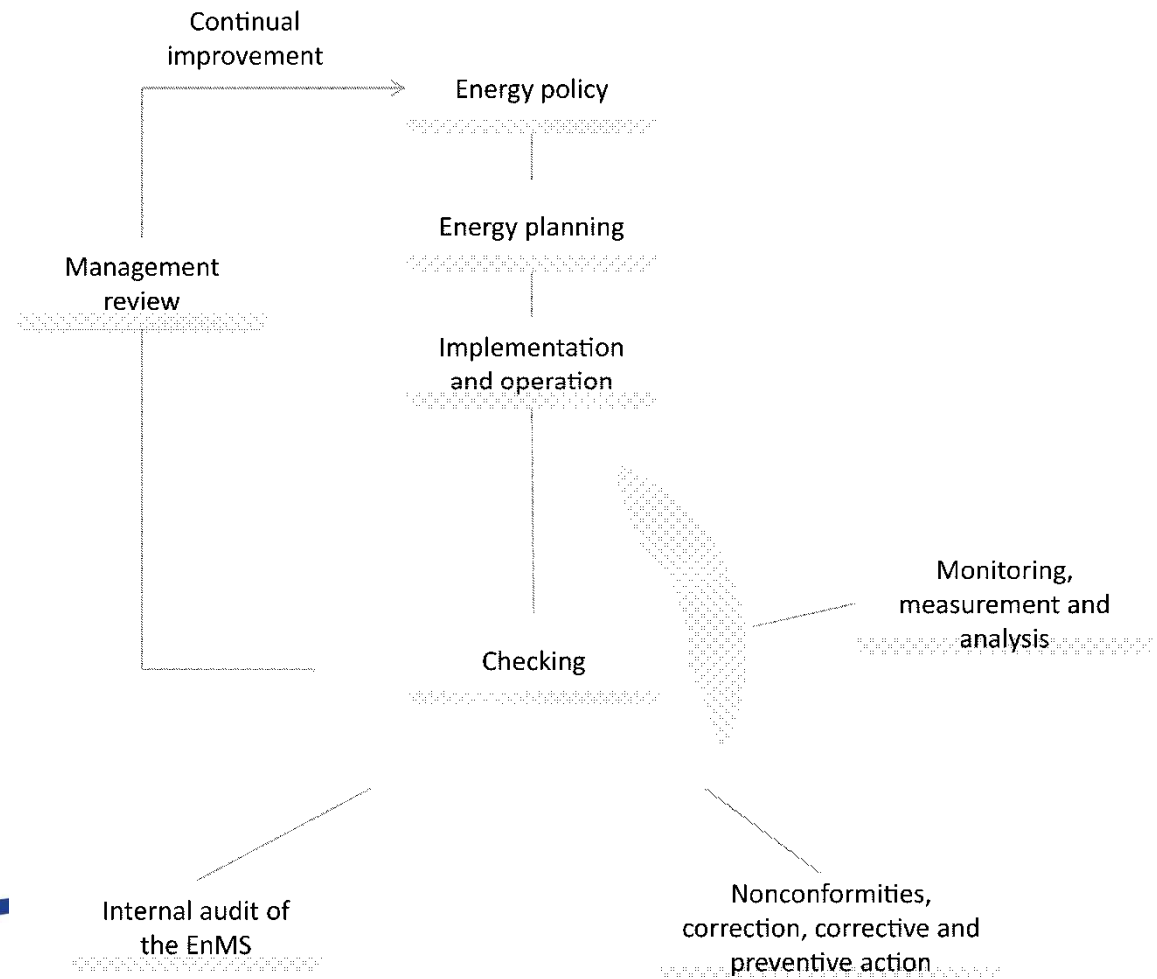 Continual
improvement
Energy policy
Energy planning
Management
review
Implementation
and operation
Monitoring,
measurement and
analysis
Checking
Internal audit of
the EnMS
Nonconformities,
correction, corrective and
preventive action